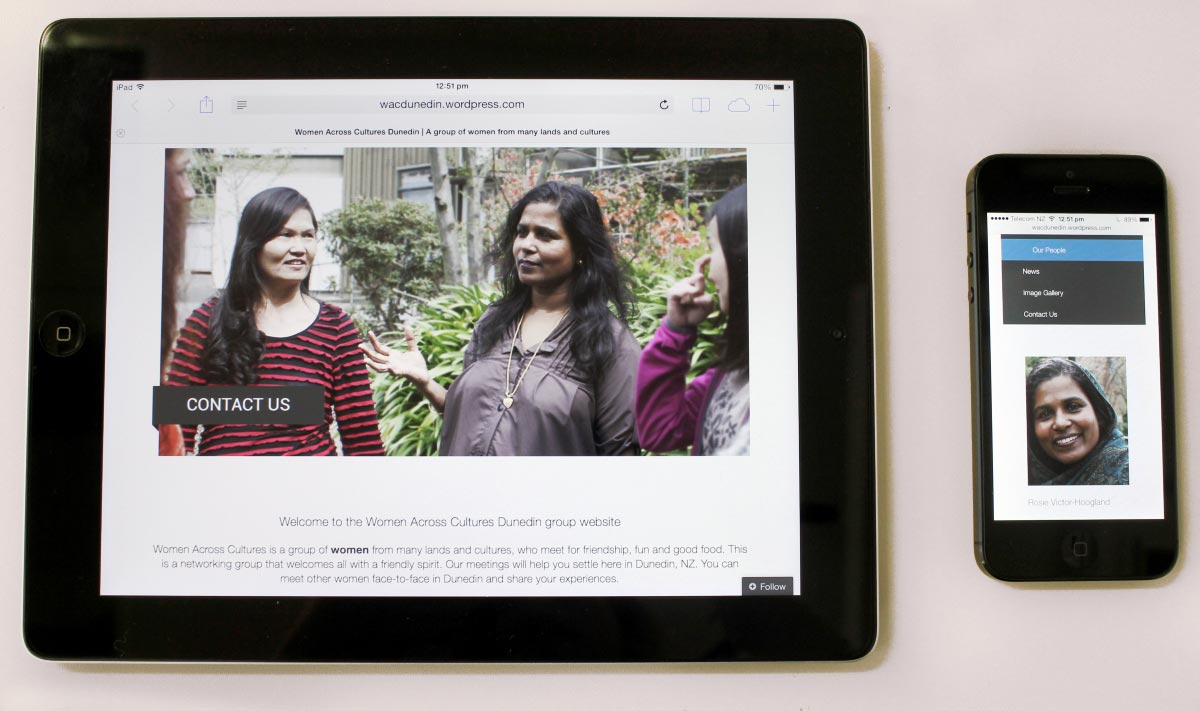 iPad 12:51 pm 70%
wacdunedin.wordpress.com
Women Across Cultures Dunedin | A group of women from many lands and cultures
CONTACT US
Welcome to the Women Across Cultures Dunedin group website
Women Across Cultures is a group of women from many lands and cultures, who meet for friendship, fun and good food. This
is a networking group that welcomes all with a friendly spirit. Our meetings will help you settle here in Dunedin, NZ. You can
meet other women face-to-face in Dunedin and share your experiences.
Follow
Telecom NZ 12:51 pm 89%
wacdunedin.wordpress.com
Our People
News
Image Gallery
Contact Us
Rosie Victor-Hoogland